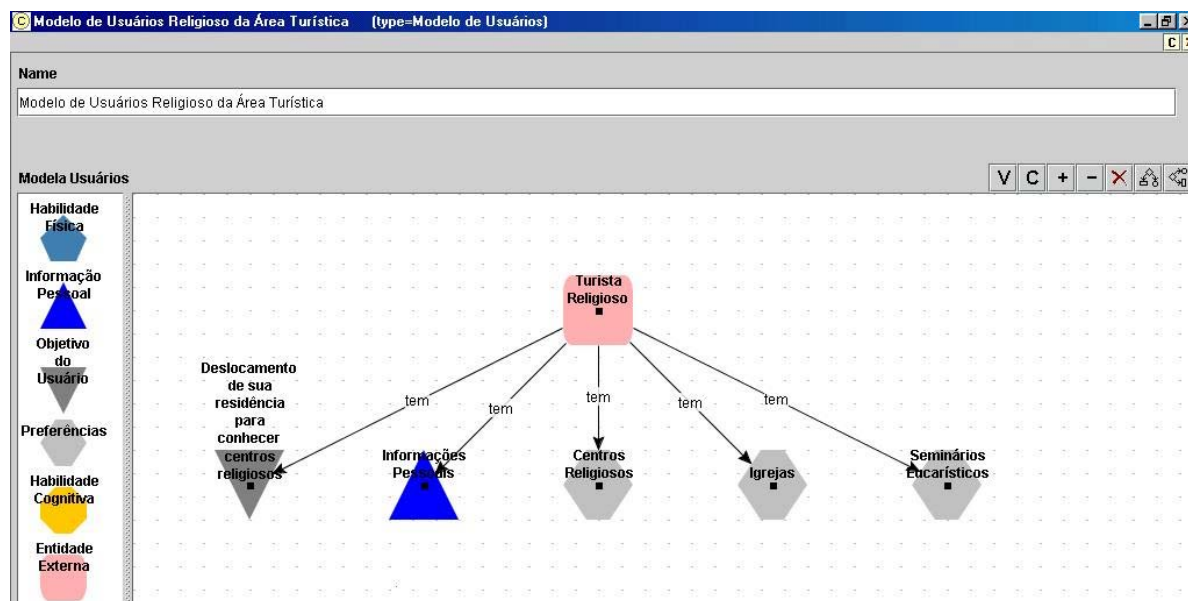 Modelo de Usuários Religioso da Área Turística (type=Modelo de Usuários)
C
Name
Modelo de Usuários Religioso da Área Turística
Modela Usuários
V C + -
Habilidade
Física
Informação
Pessoal
Objetivo
do
Usuário
Preferências
Habilidade
Cognitiva
Entidade
Externa
Turista
Religioso
tem
tem
tem
tem
tem
Deslocamento
de sua
residência
para
conhecer
centros
religiosos
Informações
Pessoais
Centros
Religiosos
Igrejas
Seminários
Eucarísticos